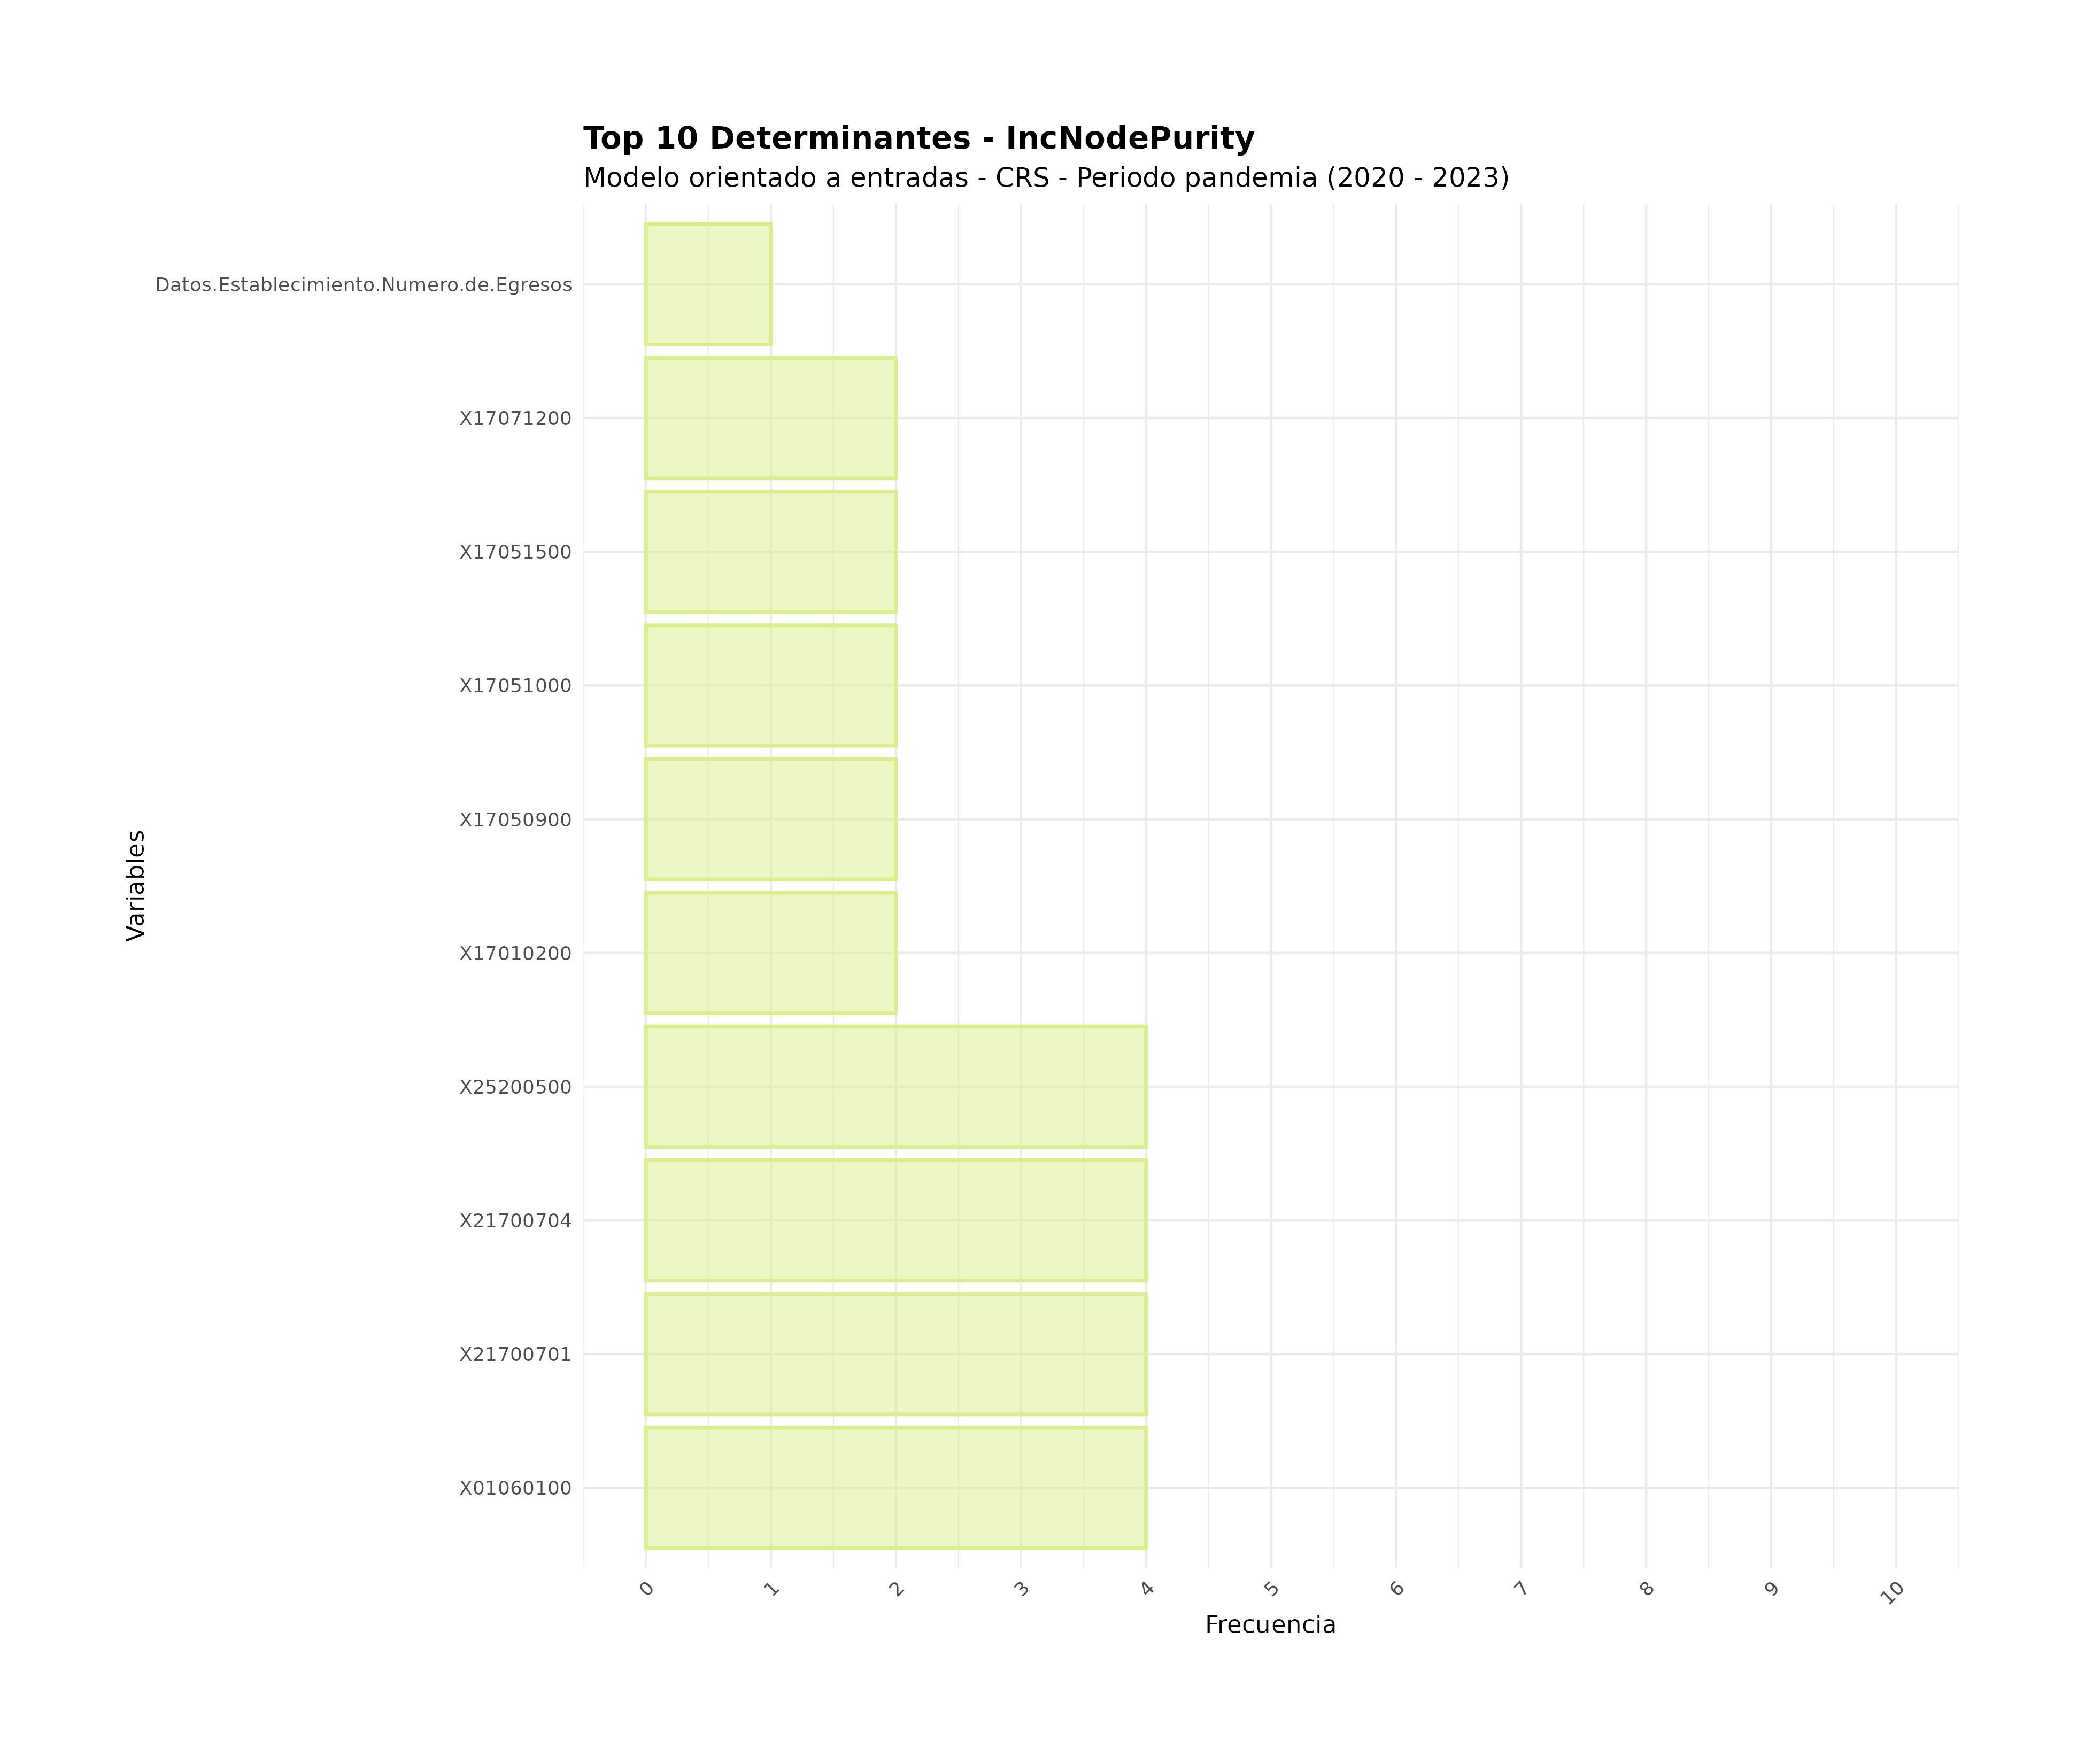 Top 10 Determinantes - IncNodePurity
Modelo orientado a entradas - CRS - Periodo pandemia (2020 - 2023)
Variables
Datos.Establecimiento.Numero.de.Egresos
X17071200
X17051500
X17051000
X17050900
X17010200
X25200500
X21700704
X21700701
X01060100
0 1 2 3 4 5 6 7 8 9 10
Frecuencia